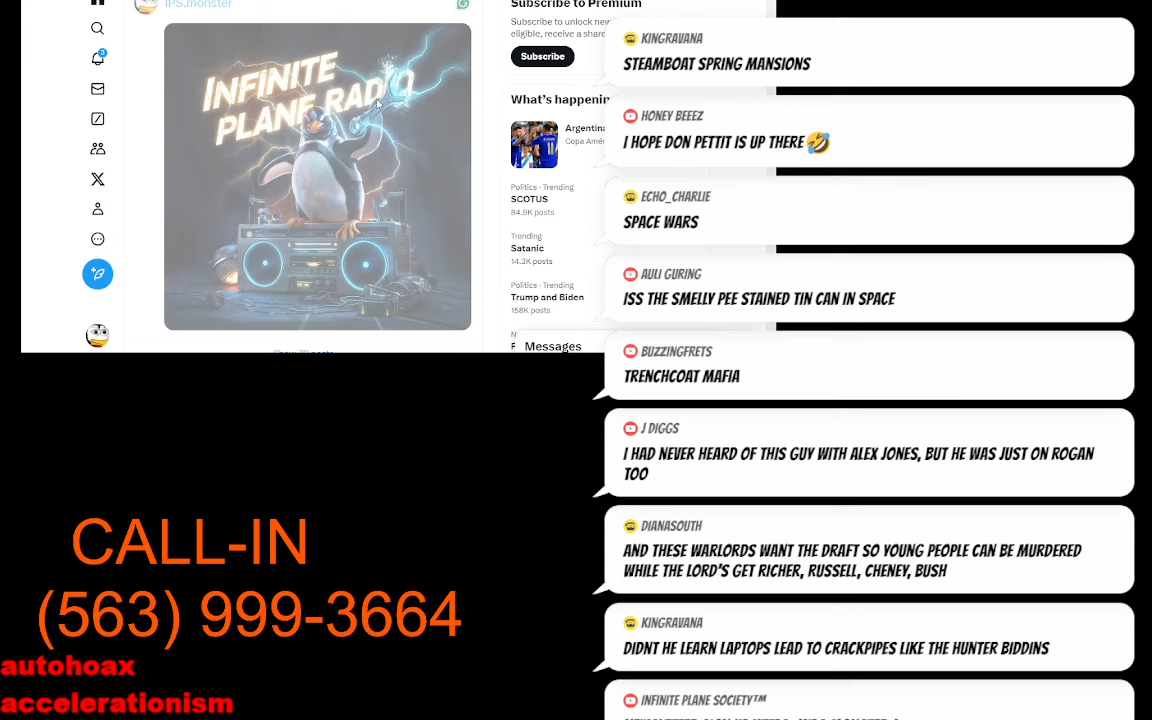 IPS.monster
INFINITE
PLANE RADIO
Subscribe to Premium
Subscribe to unlock new
eligible, receive a share
Subscribe
What's happenin
Argentina
Copa Amér
Politics · Trending
SCOTUS
84.9K posts
Trending
Satanic
14.3K posts
Politics · Trending
Trump and Biden
158K posts
Messages
3
KINGRAVANA
STEAMBOAT SPRING MANSIONS
HONEY BEEEZ
I HOPE DON PETTIT IS UP THERE🤣
ECHO_CHARLIE
SPACE WARS
AULI GURING
ISS THE SMELLY PEE STAINED TIN CAN IN SPACE
BUZZINGFRETS
TRENCHCOAT MAFIA
J DIGGS
I HAD NEVER HEARD OF THIS GUY WITH ALEX JONES, BUT HE WAS JUST ON ROGAN
TOO
DIANASOUTH
AND THESE WARLORDS WANT THE DRAFT SO YOUNG PEOPLE CAN BE MURDERED
WHILE THE LORD'S GET RICHER, RUSSELL, CHENEY, BUSH
KINGRAVANA
DIDNT HE LEARN LAPTOPS LEAD TO CRACKPIPES LIKE THE HUNTER BIDDINS
INFINITE PLANE SOCIETY™
CALL-IN
(563) 999-3664
autohoax
accelerationism